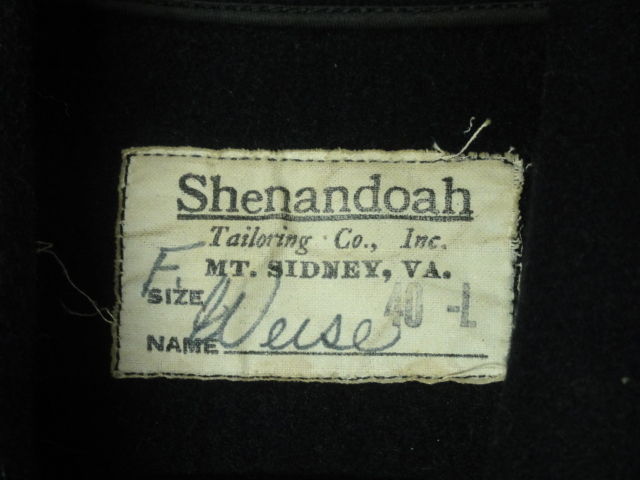 Shenandoah
Tailoring Co., Inc.
MT. SIDNEY, VA.
F.
SIZE 40-L
NAME Weise